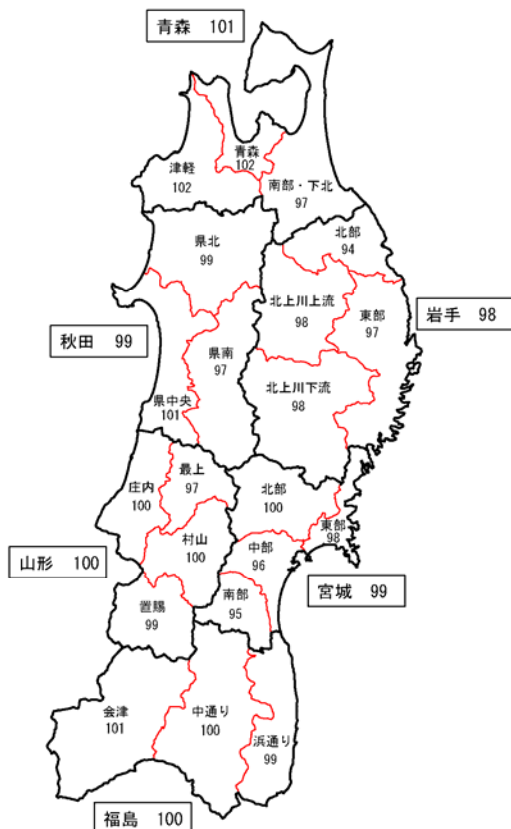 青森 101
青森
102
津軽
102
南部・下北
97
北部
94
県北
99
北上川上流
98
東部
97
岩手 98
秋田 99
県南
97
北上川下流
98
県中央
101
最上
97
庄内
100
北部
100
東部
98
村山
100
中部
96
山形 100
宮城 99
南部
95
置賜
99
会津
101
中通り
100
浜通り
99
福島 100